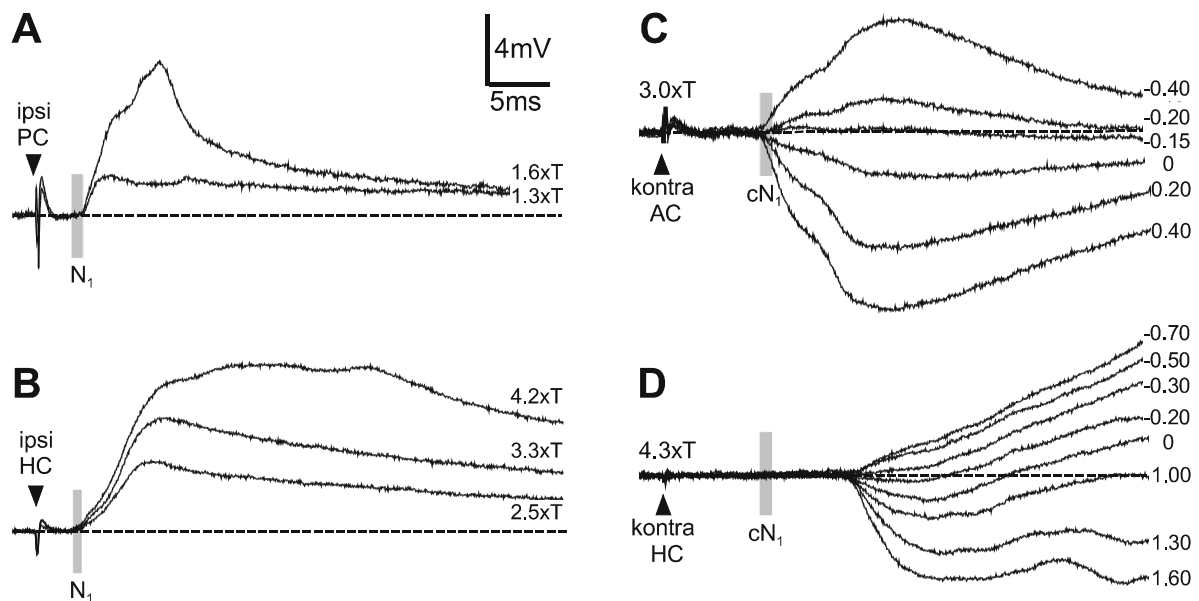 A
4mV
5ms
ipsi
PC
1.6xT
1.3xT
N1
B
ipsi
HC
4.2xT
3.3xT
2.5xT
N1
C
3.0xT
kontra
AC
cN1
-0.40
-0.20
-0.15
0
0.20
0.40
D
4.3xT
kontra
HC
cN1
-0.70
-0.50
-0.30
-0.20
0
1.00
1.30
1.60